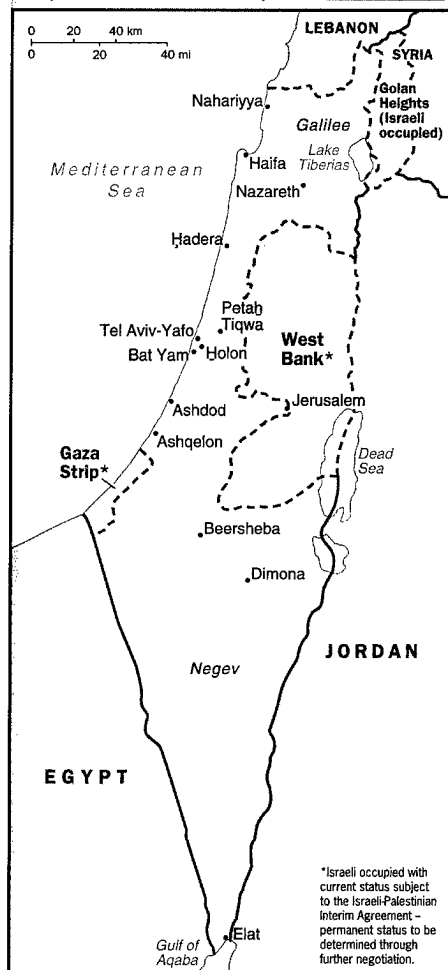 LEBANON
0 20 40 km
0 20 40 mi
SYRIA
Golan
Heights
(Israeli
occupied)
Nahariyya
Galilee
Lake
Tiberias
Haifa
Nazareth
Mediterranean
Sea
Ḥadera
Petaẖ
Tiqwa
Tel Aviv-Yafo
Bat Yam
Ḥolon
West
Bank*
Jerusalem
Ashdod
Ashqelon
Gaza
Strip*
Dead
Sea
Beersheba
Dimona
JORDAN
Negev
EGYPT
*Israeli occupied with
current status subject
to the Israeli-Palestinian
Interim Agreement –
permanent status to be
determined through
further negotiation.
Elat
Gulf of
Aqaba